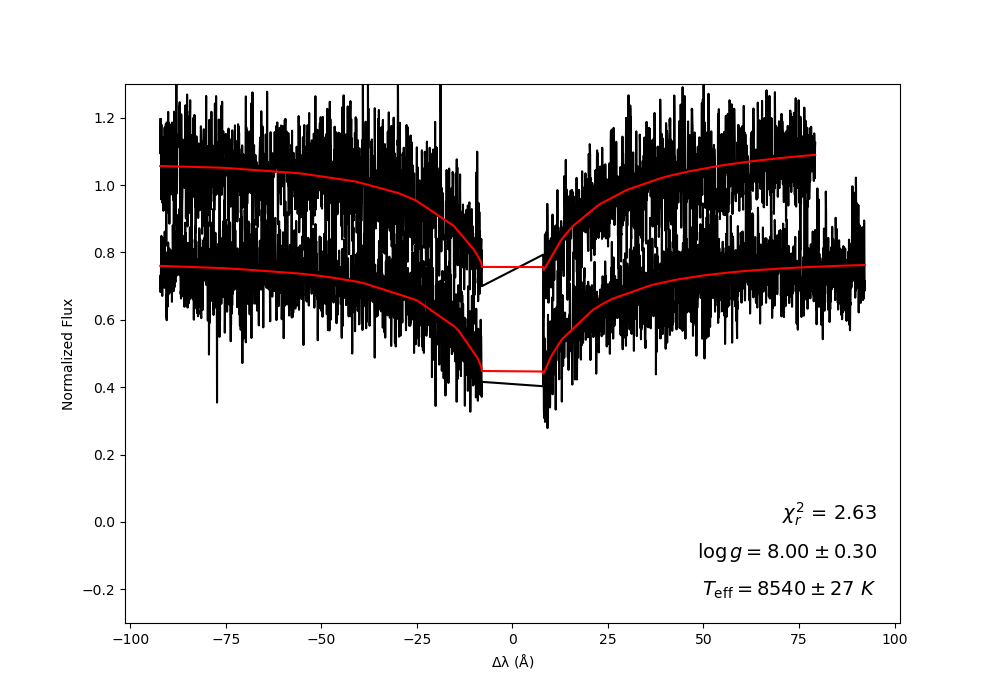 1.2
1.0
0.8
0.6
0.4
0.2
0.0
−0.2
Normalized Flux
χ²ᵣ = 2.63
log g = 8.00 ± 0.30
T_eff = 8540 ± 27 K
−100 −75 −50 −25 0 25 50 75 100
Δλ (Å)